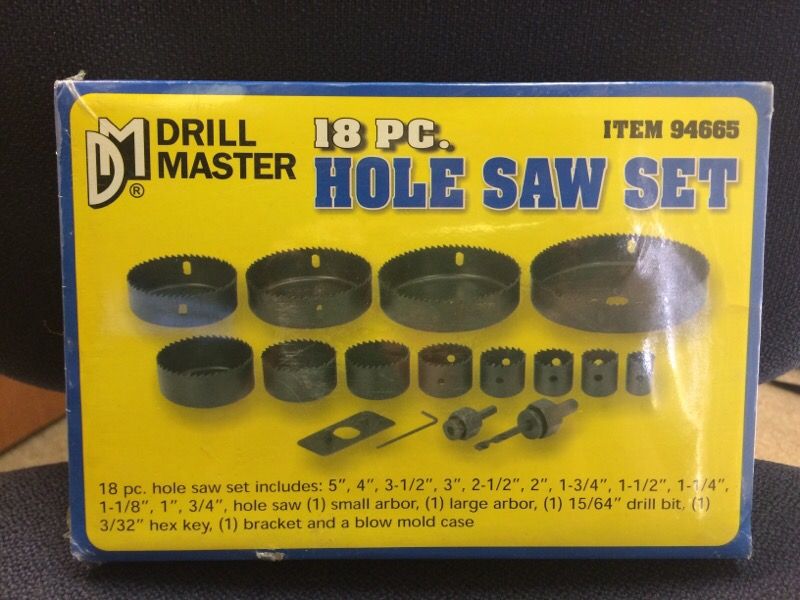 DM DRILL MASTER ®
18 PC.
ITEM 94665
HOLE SAW SET
18 pc. hole saw set includes: 5”, 4”, 3-1/2”, 3”, 2-1/2”, 2”, 1-3/4”, 1-1/2”, 1-1/4”,
1-1/8”, 1”, 3/4”, hole saw (1) small arbor, (1) large arbor, (1) 15/64” drill bit, (1)
3/32” hex key, (1) bracket and a blow mold case